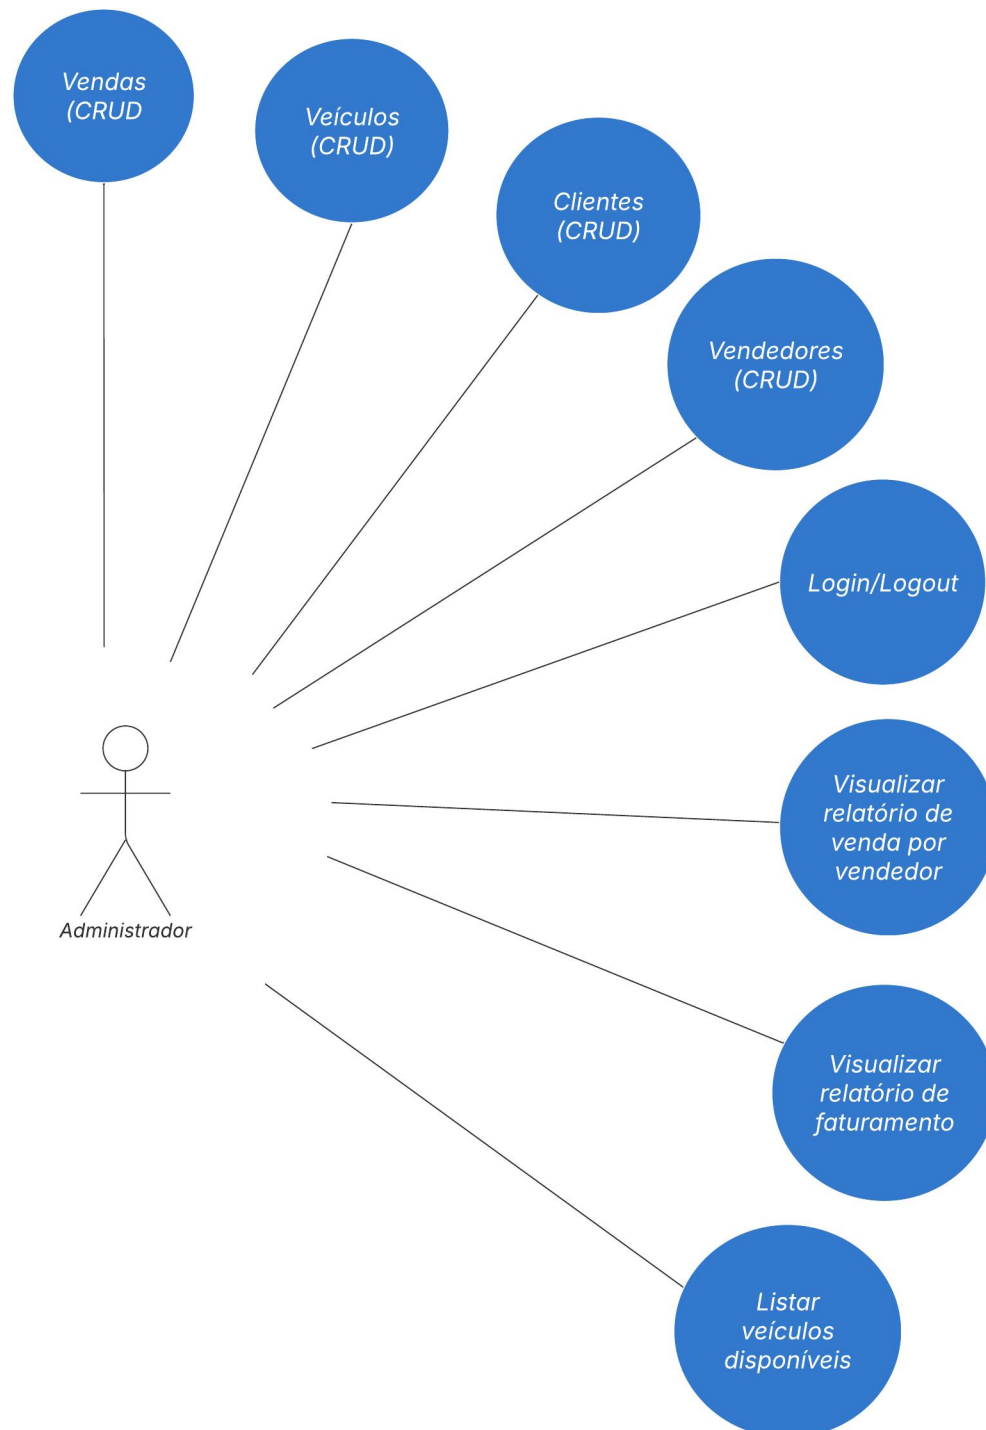 Vendas
(CRUD
Veículos
(CRUD)
Clientes
(CRUD)
Vendedores
(CRUD)
Login/Logout
Visualizar
relatório de
venda por
vendedor
Administrador
Visualizar
relatório de
faturamento
Listar
veículos
disponíveis